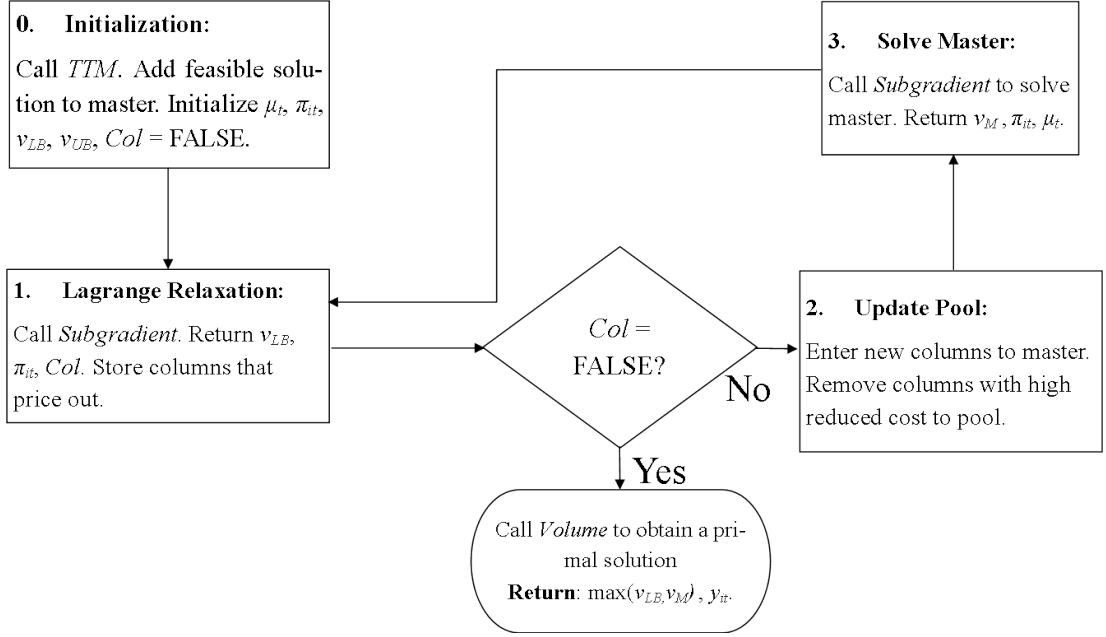 0. Initialization:
Call TTM. Add feasible solu-
tion to master. Initialize μt, πit,
vLB, vUB, Col = FALSE.
3. Solve Master:
Call Subgradient to solve
master. Return vM, πit, μt.
1. Lagrange Relaxation:
Call Subgradient. Return vLB,
πit, Col. Store columns that
price out.
Col =
FALSE?
No
Yes
2. Update Pool:
Enter new columns to master.
Remove columns with high
reduced cost to pool.
Call Volume to obtain a pri-
mal solution
Return: max(vLB,vM), yit.